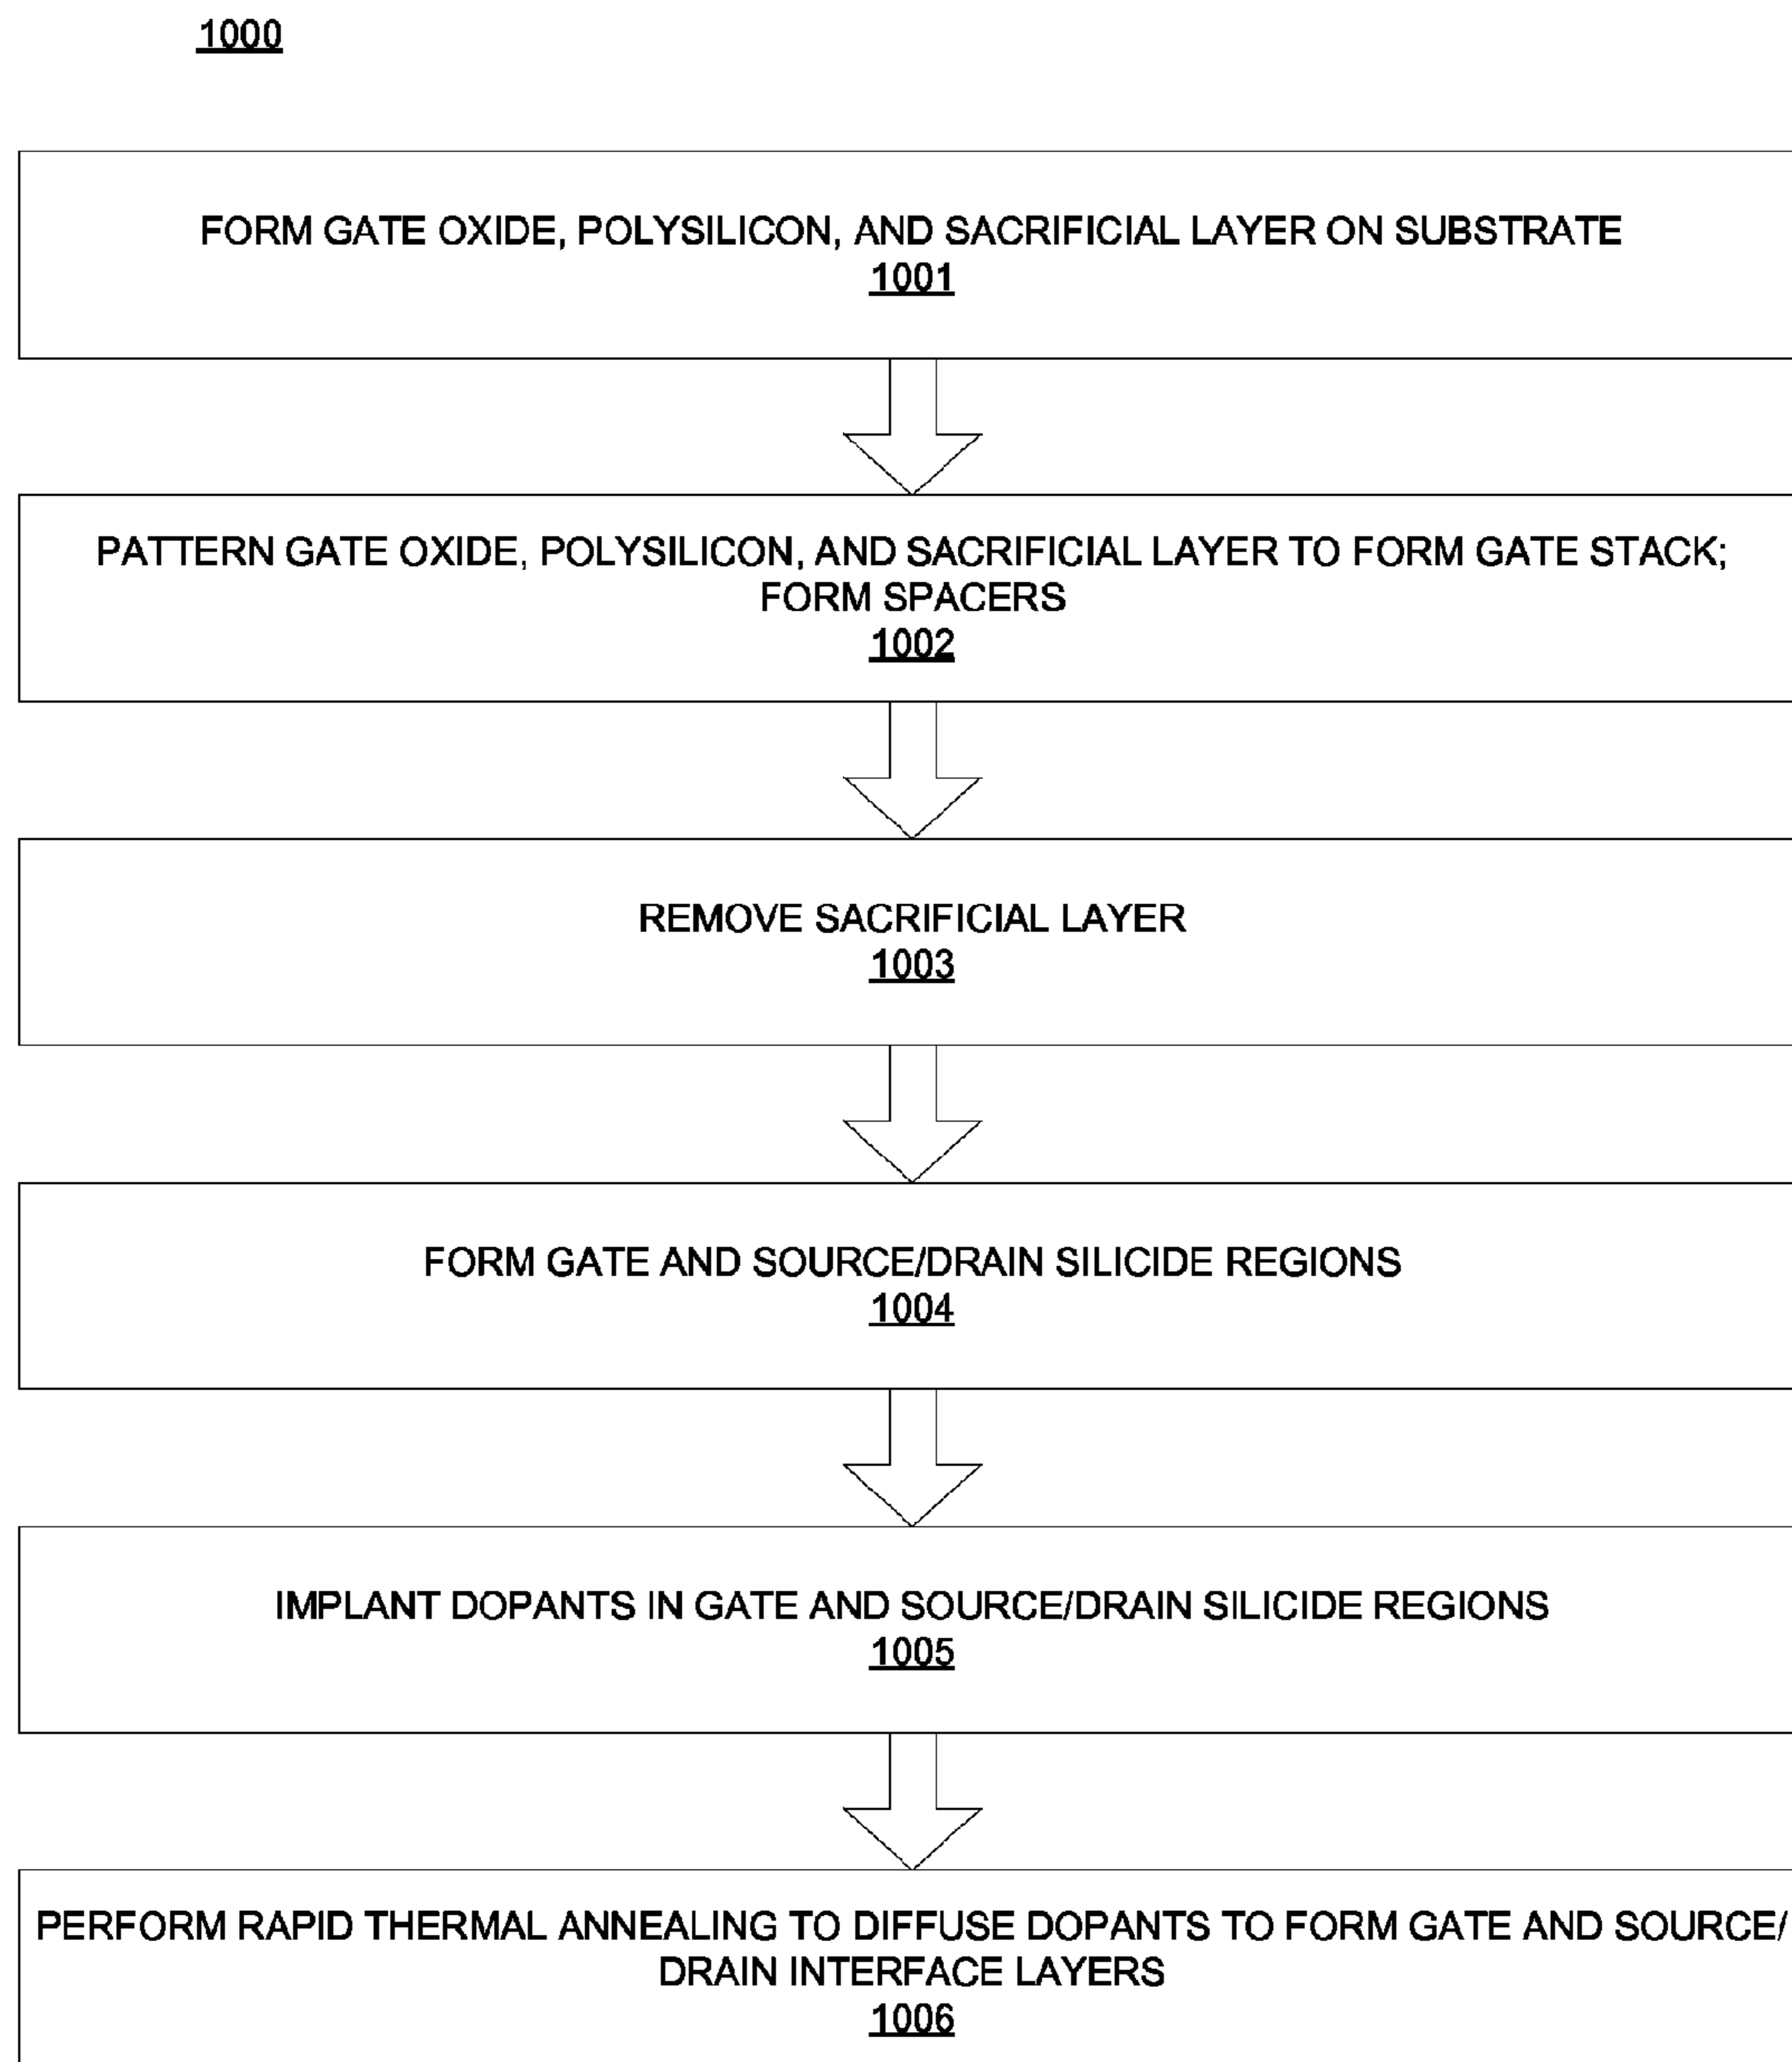 1000
FORM GATE OXIDE, POLYSILICON, AND SACRIFICIAL LAYER ON SUBSTRATE
1001
PATTERN GATE OXIDE, POLYSILICON, AND SACRIFICIAL LAYER TO FORM GATE STACK;
FORM SPACERS
1002
REMOVE SACRIFICIAL LAYER
1003
FORM GATE AND SOURCE/DRAIN SILICIDE REGIONS
1004
IMPLANT DOPANTS IN GATE AND SOURCE/DRAIN SILICIDE REGIONS
1005
PERFORM RAPID THERMAL ANNEALING TO DIFFUSE DOPANTS TO FORM GATE AND SOURCE/
DRAIN INTERFACE LAYERS
1006